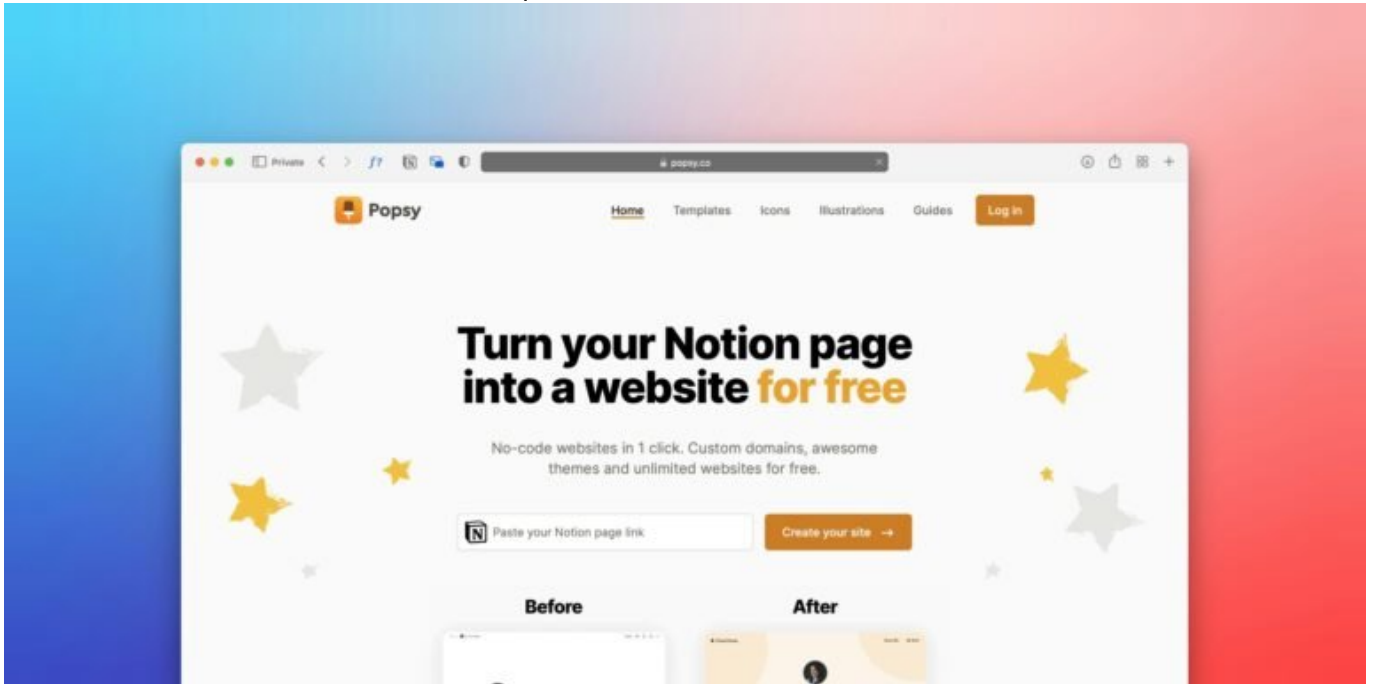 Private
popsy.co
Popsy
Home Templates Icons Illustrations Guides Log in
Turn your Notion page
into a website for free
No-code websites in 1 click. Custom domains, awesome
themes and unlimited websites for free.
Paste your Notion page link
Create your site →
Before After